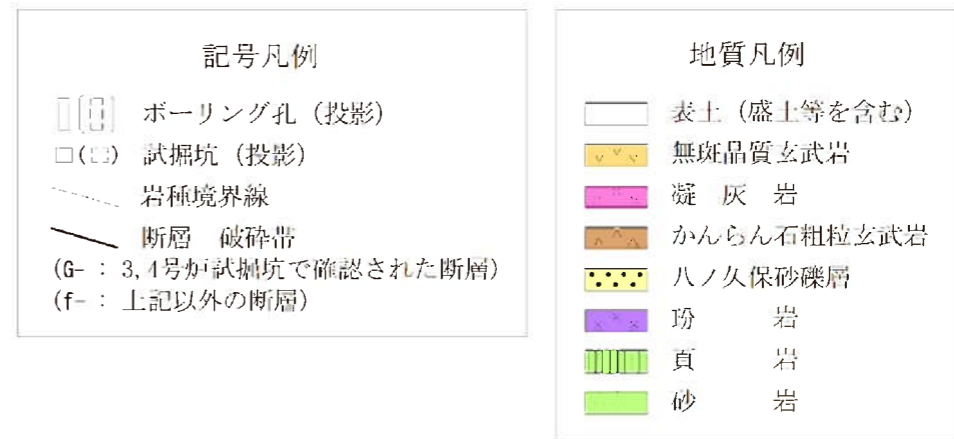 記号凡例
ボーリング孔 (投影)
試掘坑 (投影)
岩種境界線
断層 破砕帯
(G- : 3,4号炉試掘坑で確認された断層)
(f- : 上記以外の断層)
地質凡例
表土 (盛土等を含む)
無斑晶質玄武岩
凝 灰 岩
かんらん石粗粒玄武岩
八ノ久保砂礫層
玢 岩
頁 岩
砂 岩